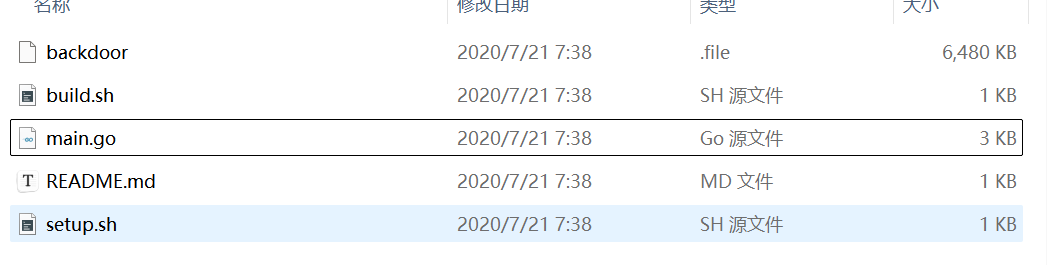 名称 修改日期 类型 大小
backdoor 2020/7/21 7:38 .file 6,480 KB
build.sh 2020/7/21 7:38 SH 源文件 1 KB
main.go 2020/7/21 7:38 Go 源文件 3 KB
README.md 2020/7/21 7:38 MD 文件 1 KB
setup.sh 2020/7/21 7:38 SH 源文件 1 KB